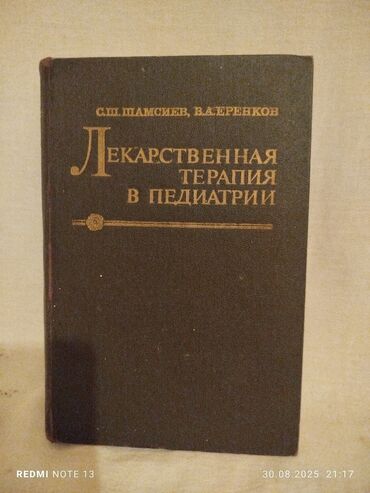 С.Ш. ШАМСИЕВ, В.А. ЕРЕНКОВ
ЛЕКАРСТВЕННАЯ
ТЕРАПИЯ
В ПЕДИАТРИИ
REDMI NOTE 13
30.08.2025 21:17